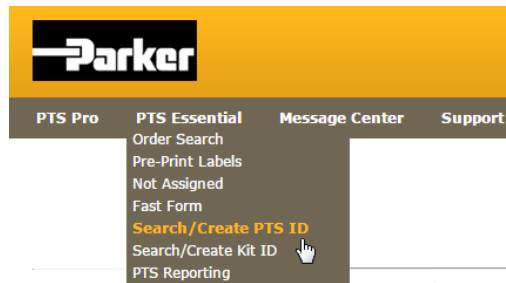 Parker
PTS Pro PTS Essential Message Center Support
Order Search
Pre-Print Labels
Not Assigned
Fast Form
Search/Create PTS ID
Search/Create Kit ID
PTS Reporting